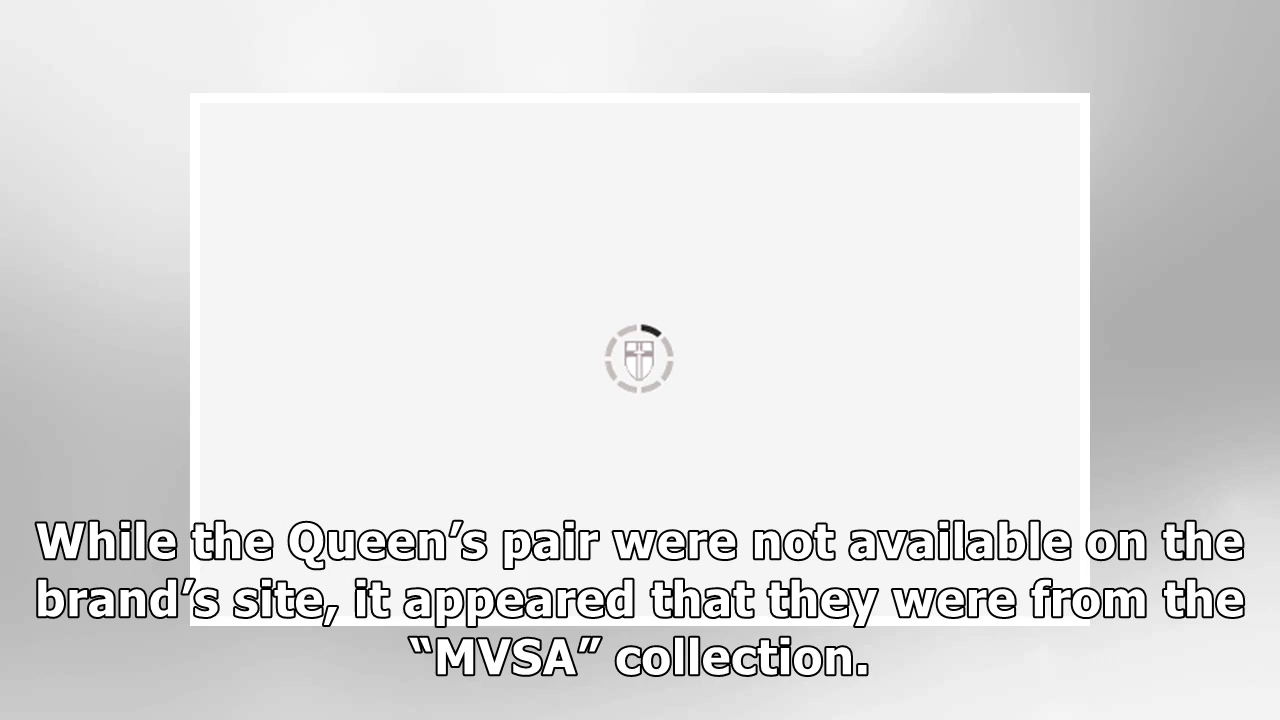 While the Queen’s pair were not available on the
brand’s site, it appeared that they were from the
“MVSA” collection.